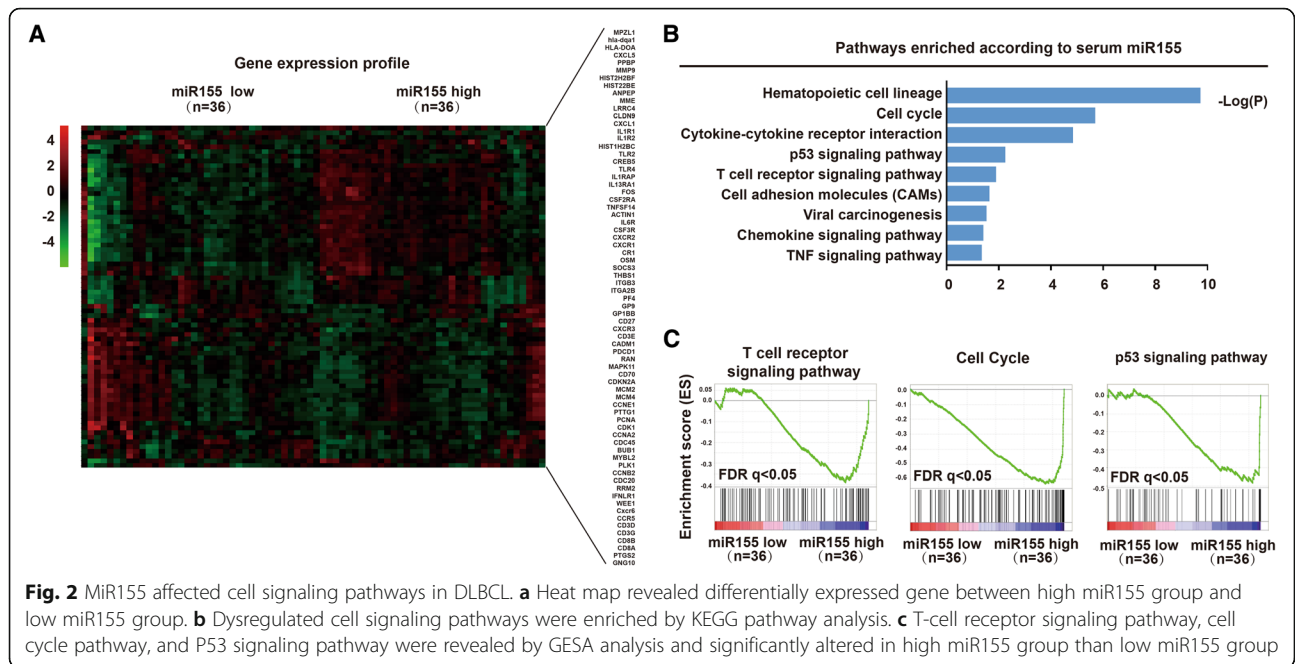 A
Gene expression profile
miR155 low
(n=36)
miR155 high
(n=36)
4
2
0
-2
-4
MPZL1
hla-dqa1
HLA-DOA
CXCL5
PPBP
MMP9
HIST2H2BF
HIST22BE
ANPEP
MME
LRRC4
CLDN9
CXCL1
IL1R1
IL1R2
HIST1H2BC
TLR2
CREB5
TLR4
IL1RAP
IL13RA1
FOS
CSF2RA
TNFSF14
ACTIN1
IL6R
CSF3R
CXCR2
CXCR1
CR1
OSM
SOCS3
THBS1
ITGB3
ITGA2B
PF4
GP9
GP1BB
CD27
CXCR3
CD3E
CADM1
PDCD1
RAN
MAPK11
CD70
CDKN2A
MCM2
MCM4
CCNE1
PTTG1
PCNA
CDK1
CCNA2
CDC45
BUB1
MYBL2
PLK1
CCNB2
CDC20
RRM2
IFNLR1
WEE1
Cxcr6
CCR5
CD3D
CD3G
CD8B
CD8A
PTGS2
GNG10
B
Pathways enriched according to serum miR155
Hematopoietic cell lineage
Cell cycle
Cytokine-cytokine receptor interaction
p53 signaling pathway
T cell receptor signaling pathway
Cell adhesion molecules (CAMs)
Viral carcinogenesis
Chemokine signaling pathway
TNF signaling pathway
-Log(P)
0 2 4 6 8 10
C
T cell receptor
signaling pathway
Enrichment score (ES)
0.05
0.0
-0.1
-0.2
-0.3
-0.4
FDR q<0.05
miR155 low
(n=36)
miR155 high
(n=36)
Cell Cycle
0.0
-0.1
-0.2
-0.3
-0.4
-0.5
-0.6
FDR q<0.05
miR155 low
(n=36)
miR155 high
(n=36)
p53 signaling pathway
0.0
-0.1
-0.2
-0.3
-0.4
-0.5
FDR q<0.05
miR155 low
(n=36)
miR155 high
(n=36)
Fig. 2 MiR155 affected cell signaling pathways in DLBCL. a Heat map revealed differentially expressed gene between high miR155 group and
low miR155 group. b Dysregulated cell signaling pathways were enriched by KEGG pathway analysis. c T-cell receptor signaling pathway, cell
cycle pathway, and P53 signaling pathway were revealed by GESA analysis and significantly altered in high miR155 group than low miR155 group